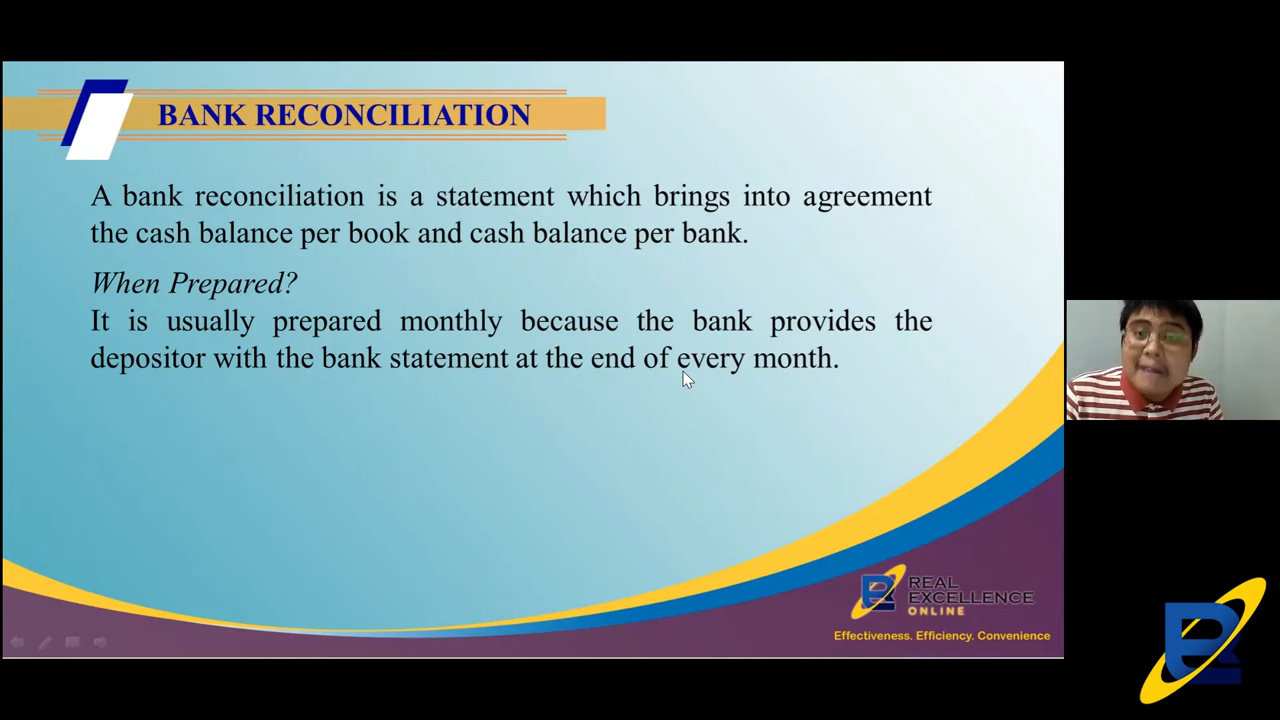 BANK RECONCILIATION
A bank reconciliation is a statement which brings into agreement
the cash balance per book and cash balance per bank.
When Prepared?
It is usually prepared monthly because the bank provides the
depositor with the bank statement at the end of every month.
REAL
EXCELLENCE
ONLINE
Effectiveness. Efficiency. Convenience